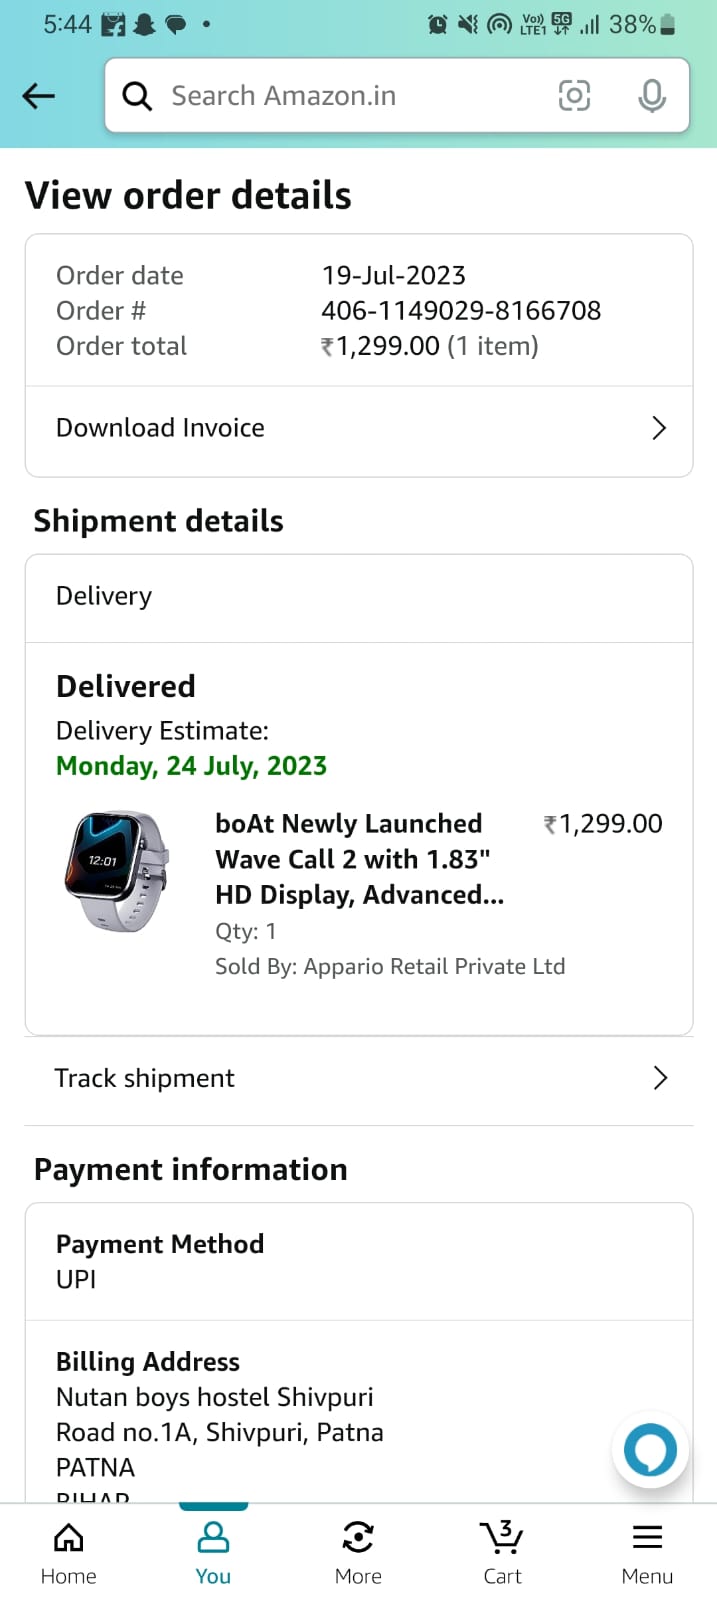 5:44
Vo))
LTE1
5G
38%
Search Amazon.in
View order details
Order date 19-Jul-2023
Order # 406-1149029-8166708
Order total ₹1,299.00 (1 item)
Download Invoice
Shipment details
Delivery
Delivered
Delivery Estimate:
Monday, 24 July, 2023
12:01
boAt Newly Launched ₹1,299.00
Wave Call 2 with 1.83"
HD Display, Advanced...
Qty: 1
Sold By: Appario Retail Private Ltd
Track shipment
Payment information
Payment Method
UPI
Billing Address
Nutan boys hostel Shivpuri
Road no.1A, Shivpuri, Patna
PATNA
BIHAR
3
Home You More Cart Menu